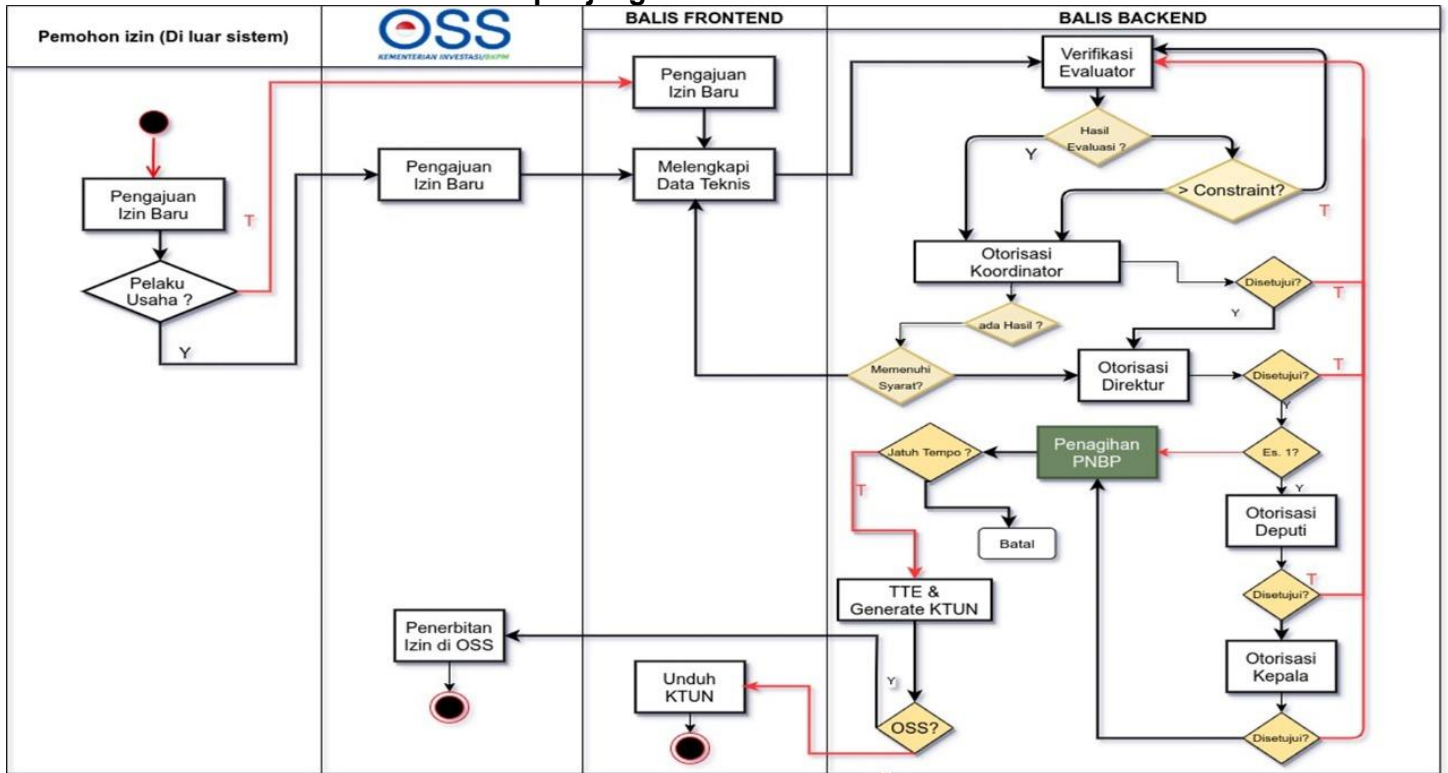 Pemohon izin (Di luar sistem)
OSS
KEMENTERIAN INVESTASI/BKPM
BALIS FRONTEND
BALIS BACKEND
Pengajuan
Izin Baru
Pelaku
Usaha ?
T
Y
Pengajuan
Izin Baru
Pengajuan
Izin Baru
Melengkapi
Data Teknis
Verifikasi
Evaluator
Hasil
Evaluasi ?
Y
> Constraint?
T
Otorisasi
Koordinator
Disetujui?
T
Y
ada Hasil ?
Memenuhi
Syarat?
Otorisasi
Direktur
Disetujui?
T
Y
Es. 1?
Y
Penagihan
PNBP
Jatuh Tempo ?
T
Batal
Otorisasi
Deputi
Disetujui?
T
Otorisasi
Kepala
Disetujui?
TTE &
Generate KTUN
OSS?
Y
Penerbitan
Izin di OSS
Unduh
KTUN